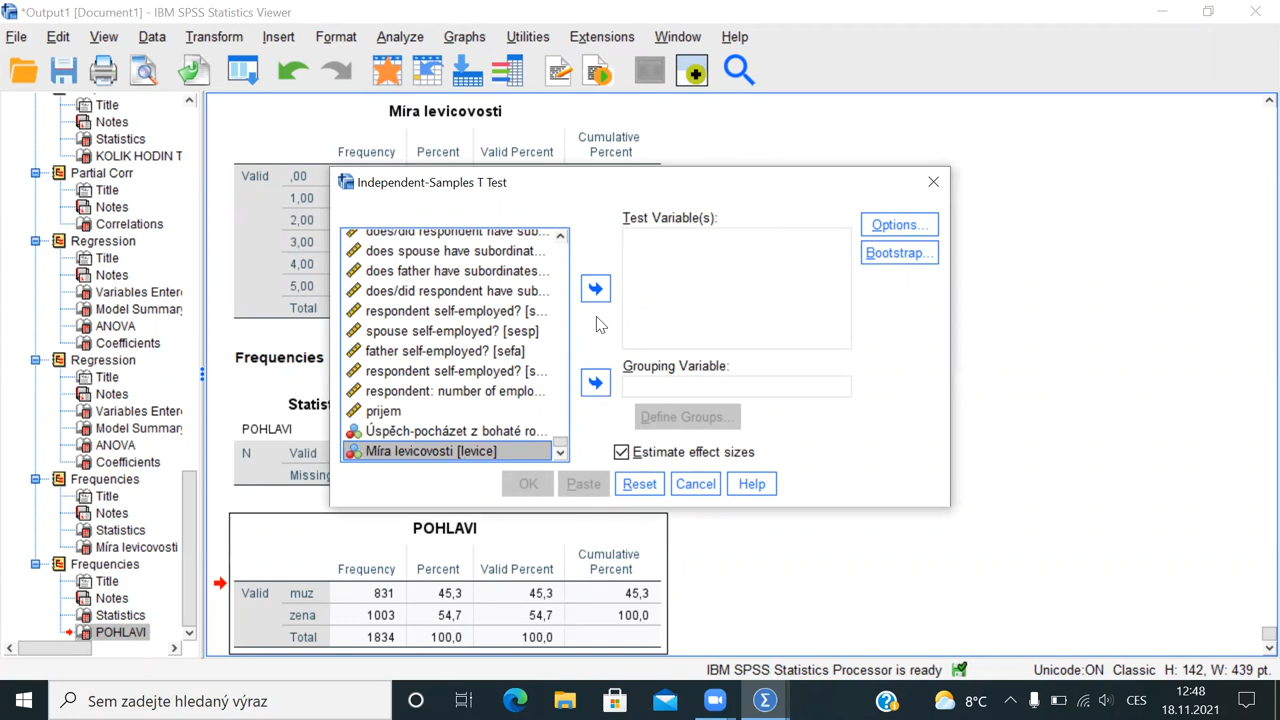 *Output1 [Document1] - IBM SPSS Statistics Viewer
File Edit View Data Transform Insert Format Analyze Graphs Utilities Extensions Window Help
Title
Notes
Statistics
KOLIK HODIN T
Partial Corr
Title
Notes
Correlations
Regression
Title
Notes
Variables Enter
Model Summary
ANOVA
Coefficients
Regression
Title
Notes
Variables Enter
Model Summary
ANOVA
Coefficients
Frequencies
Title
Notes
Statistics
Míra levicovosti
Frequencies
Title
Notes
Statistics
POHLAVI
Míra levicovosti
Frequency Percent Valid Percent Cumulative Percent
Valid ,00
1,00
2,00
3,00
4,00
5,00
Total
Frequencies
Statis
POHLAVI
N Valid
Missing
Independent-Samples T Test
does/did respondent have sub...
does spouse have subordinat...
does father have subordinates...
does/did respondent have sub...
respondent self-employed? [s...
spouse self-employed? [sesp]
father self-employed? [sefa]
respondent self-employed? [s...
respondent: number of emplo...
prijem
Úspěch-pocházet z bohaté ro...
Míra levicovosti [levice]
Test Variable(s):
Options...
Bootstrap...
Grouping Variable:
Define Groups...
Estimate effect sizes
OK Paste Reset Cancel Help
POHLAVI
Frequency Percent Valid Percent Cumulative Percent
Valid muz 831 45,3 45,3 45,3
zena 1003 54,7 54,7 100,0
Total 1834 100,0 100,0
IBM SPSS Statistics Processor is ready Unicode:ON Classic H: 142, W: 439 pt.
Sem zadejte hledaný výraz
8°C CES 12:48
18.11.2021